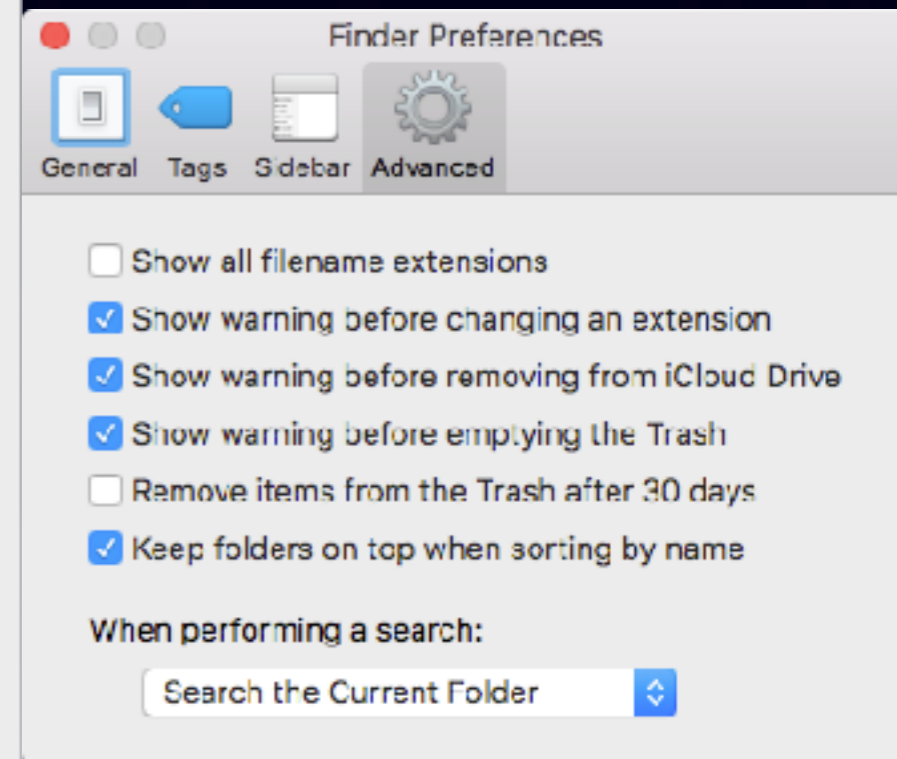 Finder Preferences
General Tags Sidebar Advanced
Show all filename extensions
Show warning before changing an extension
Show warning before removing from iCloud Drive
Show warning before emptying the Trash
Remove items from the Trash after 30 days
Keep folders on top when sorting by name
When performing a search:
Search the Current Folder